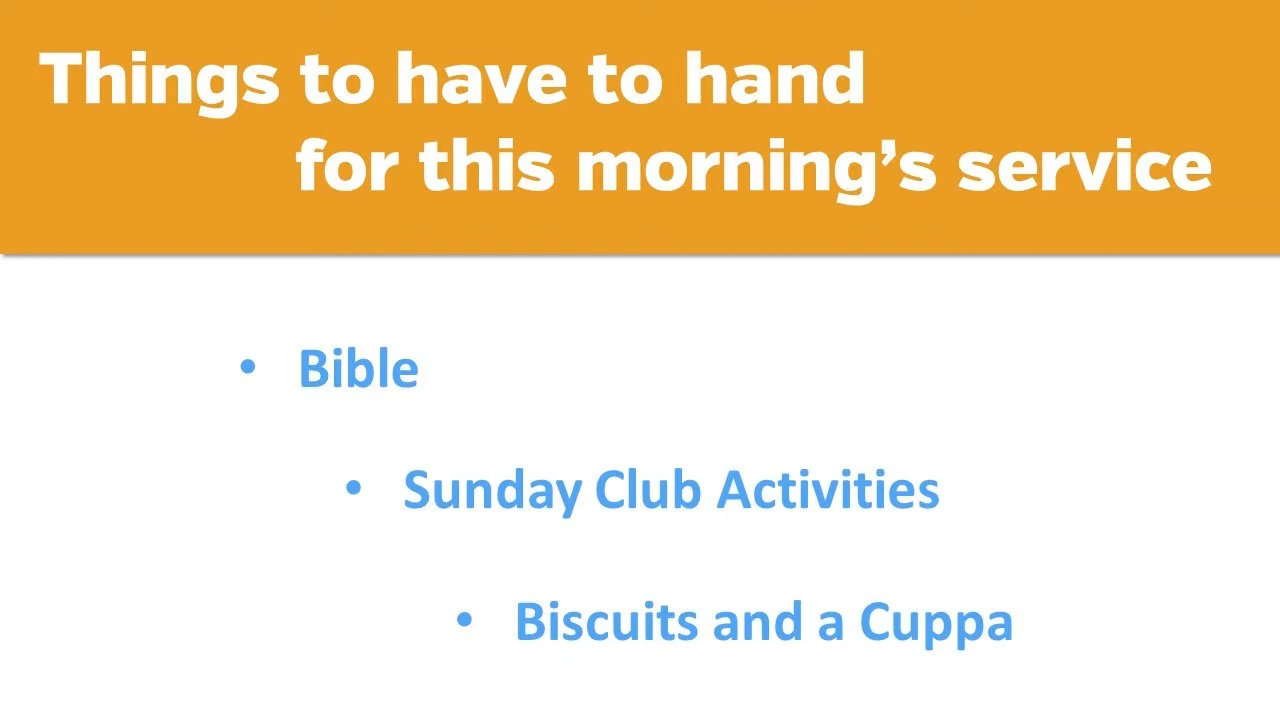 Things to have to hand
for this morning’s service
• Bible
• Sunday Club Activities
• Biscuits and a Cuppa